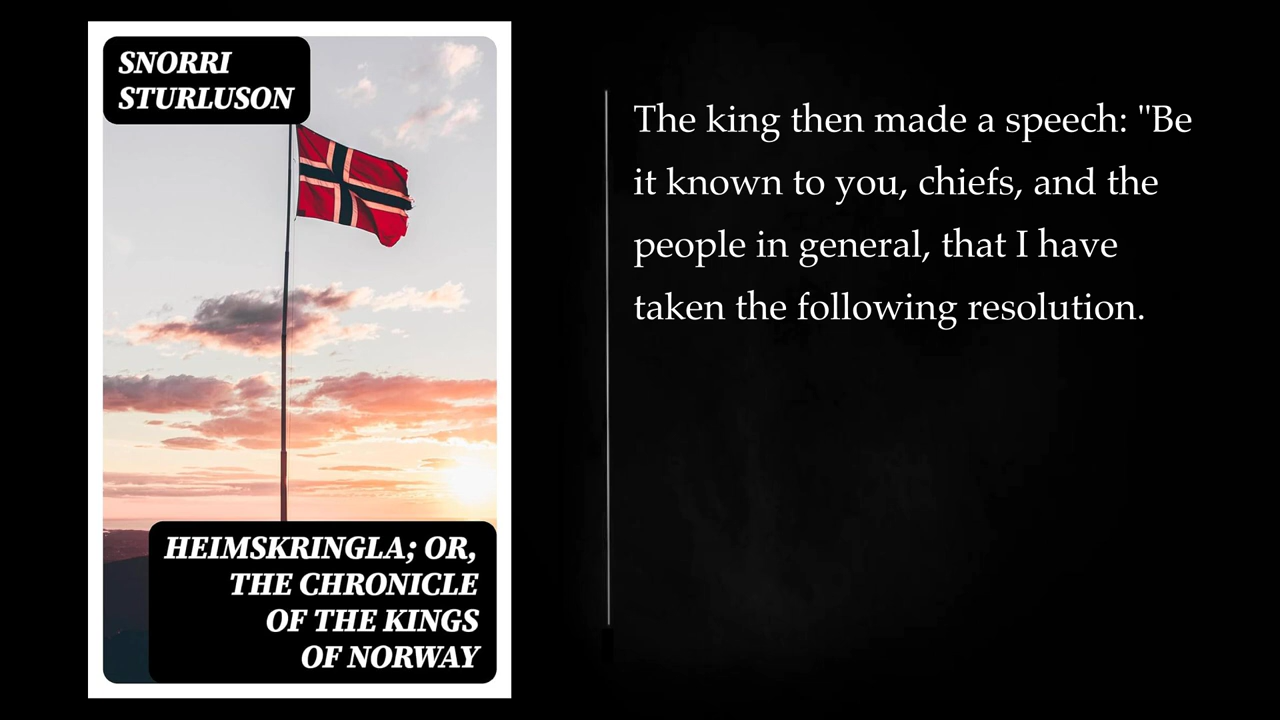 SNORRI
STURLUSON
HEIMSKRINGLA; OR,
THE CHRONICLE
OF THE KINGS
OF NORWAY
The king then made a speech: "Be
it known to you, chiefs, and the
people in general, that I have
taken the following resolution.